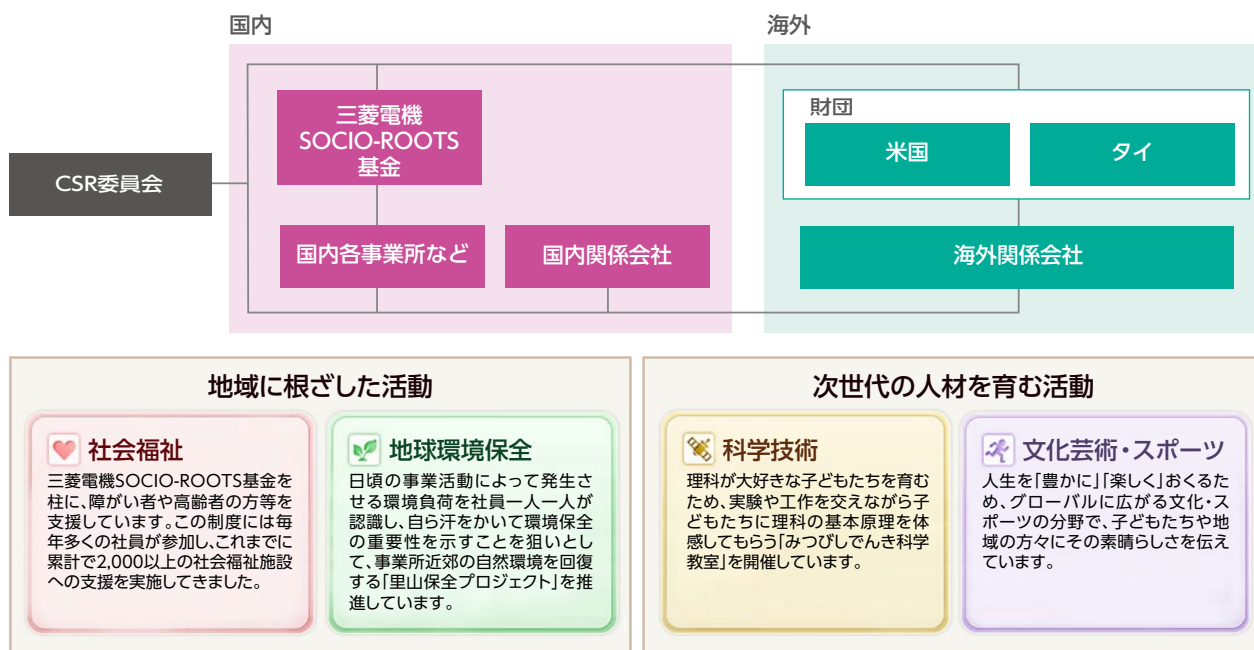 国内
海外
CSR委員会
三菱電機
SOCIO-ROOTS
基金
国内各事業所など
国内関係会社
財団
米国
タイ
海外関係会社
地域に根ざした活動
社会福祉
三菱電機SOCIO-ROOTS基金を
柱に、障がい者や高齢者の方等を
支援しています。この制度には毎
年多くの社員が参加し、これまでに
累計で2,000以上の社会福祉施設
への支援を実施してきました。
地球環境保全
日頃の事業活動によって発生さ
せる環境負荷を社員一人一人が
認識し、自ら汗をかいて環境保全
の重要性を示すことを狙いとし
て、事業所近郊の自然環境を回復
する「里山保全プロジェクト」を推
進しています。
次世代の人材を育む活動
科学技術
理科が大好きな子どもたちを育む
ため、実験や工作を交えながら子
どもたちに理科の基本原理を体
感してもらう「みつびしでんき科学
教室」を開催しています。
文化芸術・スポーツ
人生を「豊かに」「楽しく」おくるた
め、グローバルに広がる文化・ス
ポーツの分野で、子どもたちや地
域の方々にその素晴らしさを伝え
ています。